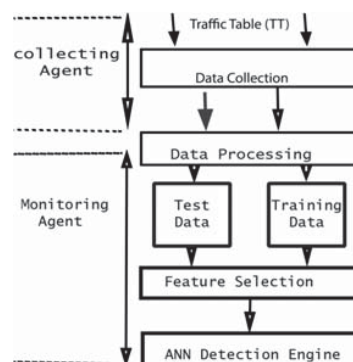 Traffic Table (TT)
collecting
Agent
Data Collection
Data Processing
Monitoring
Agent
Test
Data
Training
Data
Feature Selection
ANN Detection Engine